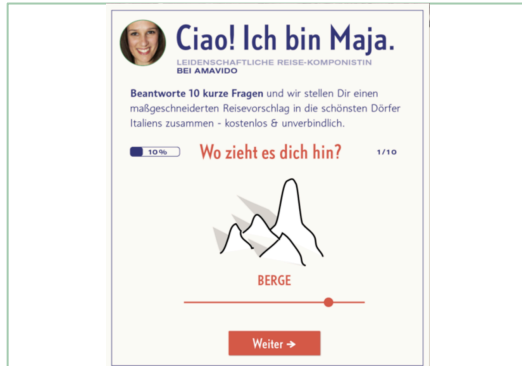 Ciao! Ich bin Maja.
LEIDENSCHAFTLICHE REISE-KOMPONISTIN
BEI AMAVIDO
Beantworte 10 kurze Fragen und wir stellen Dir einen
maßgeschneiderten Reisevorschlag in die schönsten Dörfer
Italiens zusammen - kostenlos & unverbindlich.
10% Wo zieht es dich hin? 1/10
BERGE
Weiter →